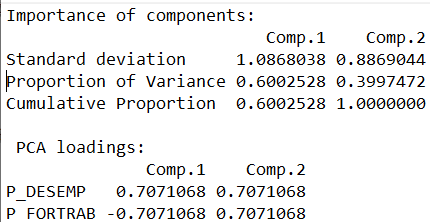 Importance of components:
Comp.1 Comp.2
Standard deviation 1.0868038 0.8869044
Proportion of Variance 0.6002528 0.3997472
Cumulative Proportion 0.6002528 1.0000000
PCA loadings:
Comp.1 Comp.2
P_DESEMP 0.7071068 0.7071068
P_FORTRAB -0.7071068 0.7071068